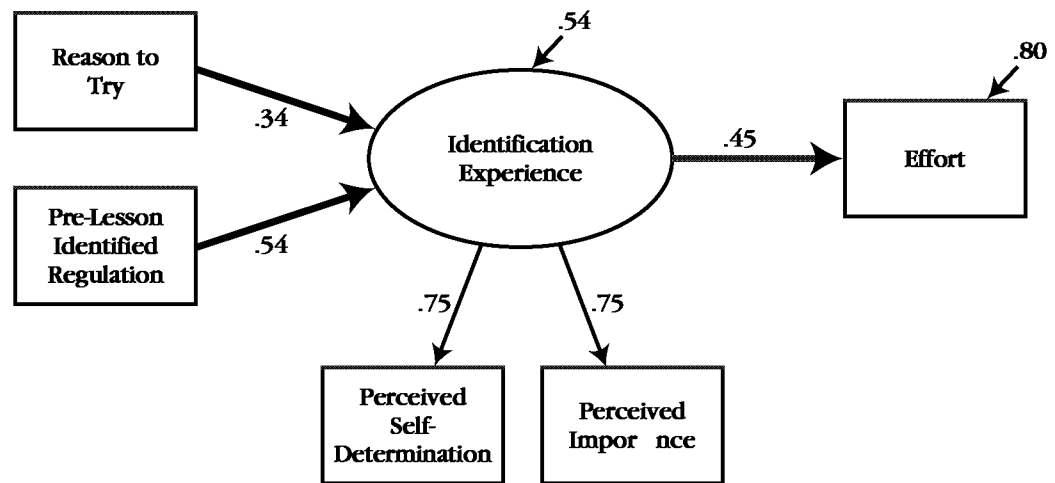 .54
.80
Reason to
Try
.34
Identification
Experience
.45
Effort
Pre-Lesson
Identified
Regulation
.54
.75
.75
Perceived
Self-
Determination
Perceived
Impor nce